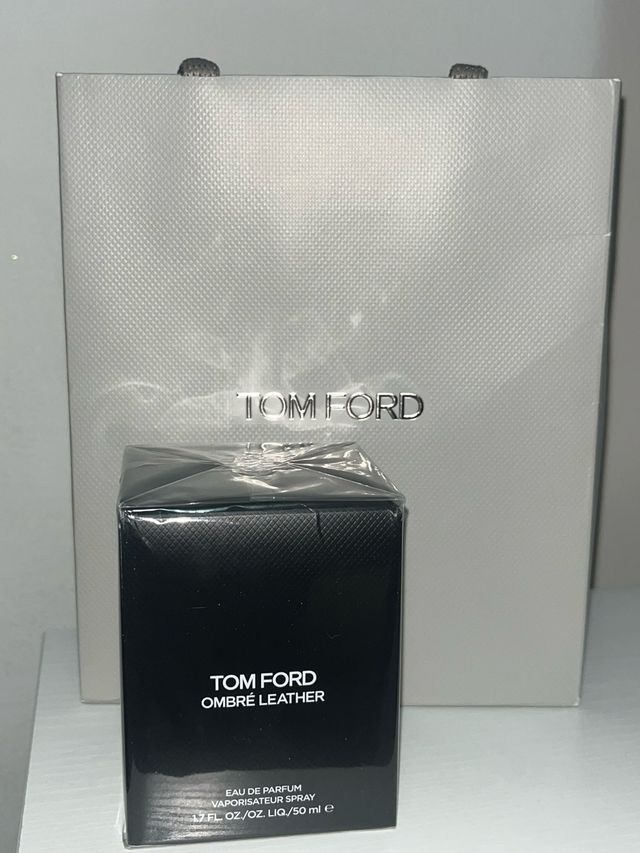 TOM FORD
TOM FORD
OMBRÉ LEATHER
EAU DE PARFUM
VAPORISATEUR SPRAY
1.7 FL. OZ./OZ. LIQ./50 ml ℮